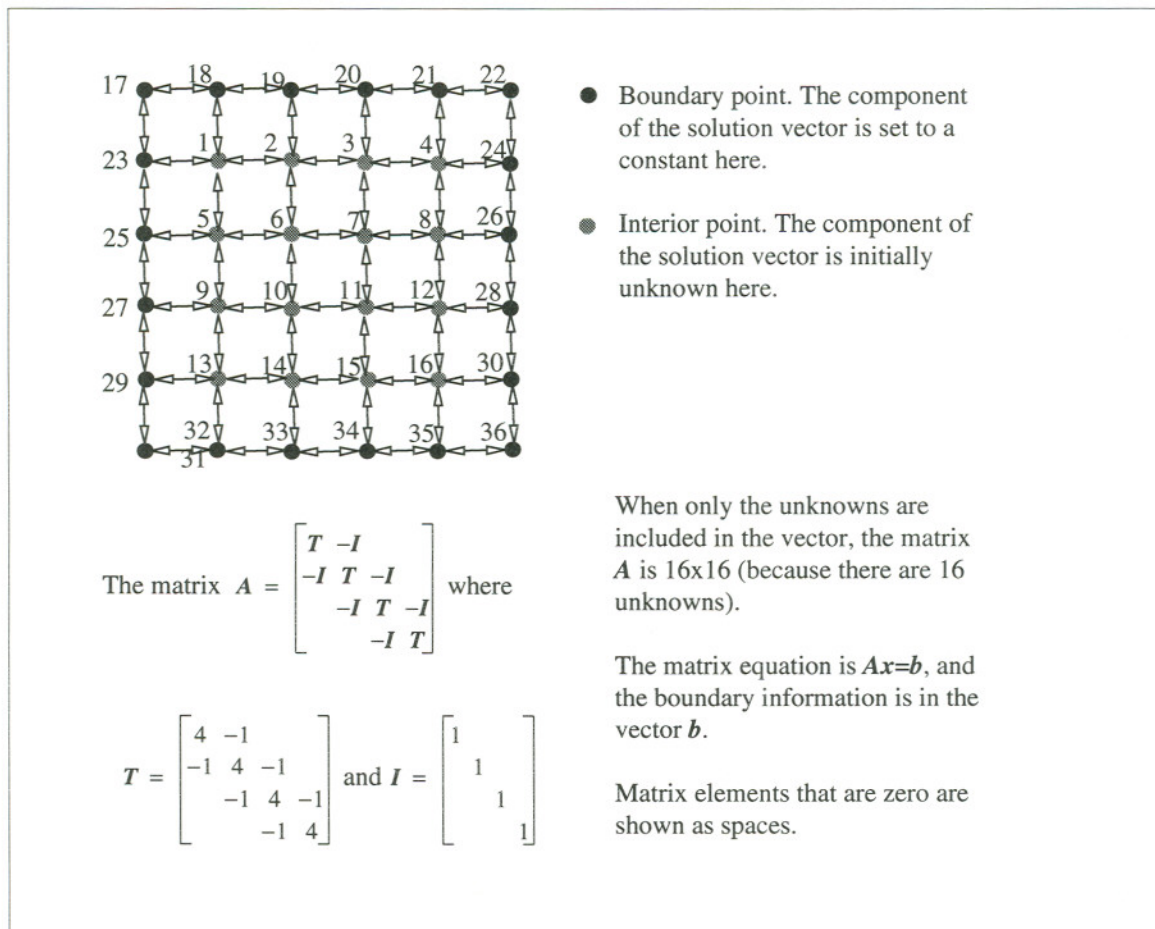 17 18 19 20 21 22
23 1 2 3 4 24
25 5 6 7 8 26
27 9 10 11 12 28
29 13 14 15 16 30
31 32 33 34 35 36
Boundary point. The component
of the solution vector is set to a
constant here.
Interior point. The component of
the solution vector is initially
unknown here.
The matrix A = where
T -I
-I T -I
-I T -I
-I T
T = and I =
4 -1
-1 4 -1
-1 4 -1
-1 4
1
1
1
1
When only the unknowns are
included in the vector, the matrix
A is 16x16 (because there are 16
unknowns).
The matrix equation is Ax=b, and
the boundary information is in the
vector b.
Matrix elements that are zero are
shown as spaces.